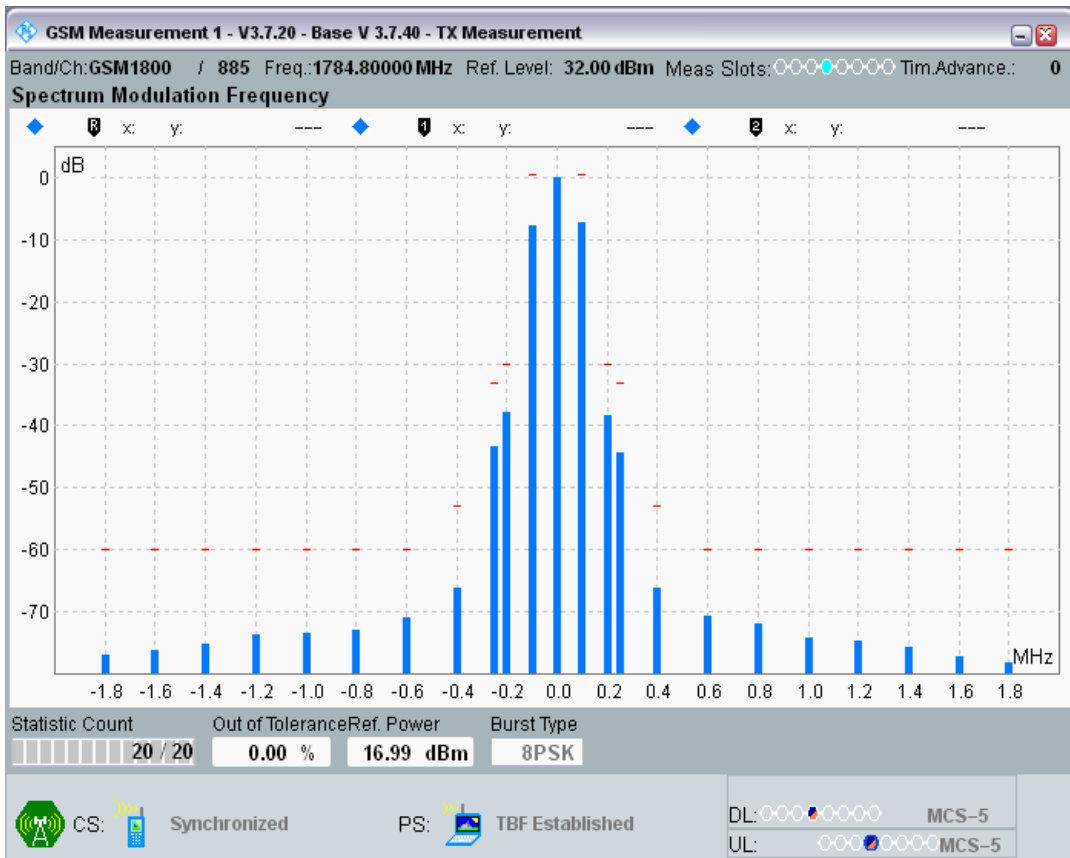 GSM Measurement 1 - V3.7.20 - Base V 3.7.40 - TX Measurement
Band/Ch:GSM1800 / 885 Freq.:1784.80000 MHz Ref. Level: 32.00 dBm Meas Slots: Tim.Advance.: 0
Spectrum Modulation Frequency
R x: y: --- 1 x: y: --- 2 x: y: ---
dB
0
-10
-20
-30
-40
-50
-60
-70
MHz
-1.8 -1.6 -1.4 -1.2 -1.0 -0.8 -0.6 -0.4 -0.2 0.0 0.2 0.4 0.6 0.8 1.0 1.2 1.4 1.6 1.8
Statistic Count Out of Tolerance Ref. Power Burst Type
20 / 20 0.00 % 16.99 dBm 8PSK
CS: Synchronized PS: TBF Established
DL: MCS-5
UL: MCS-5